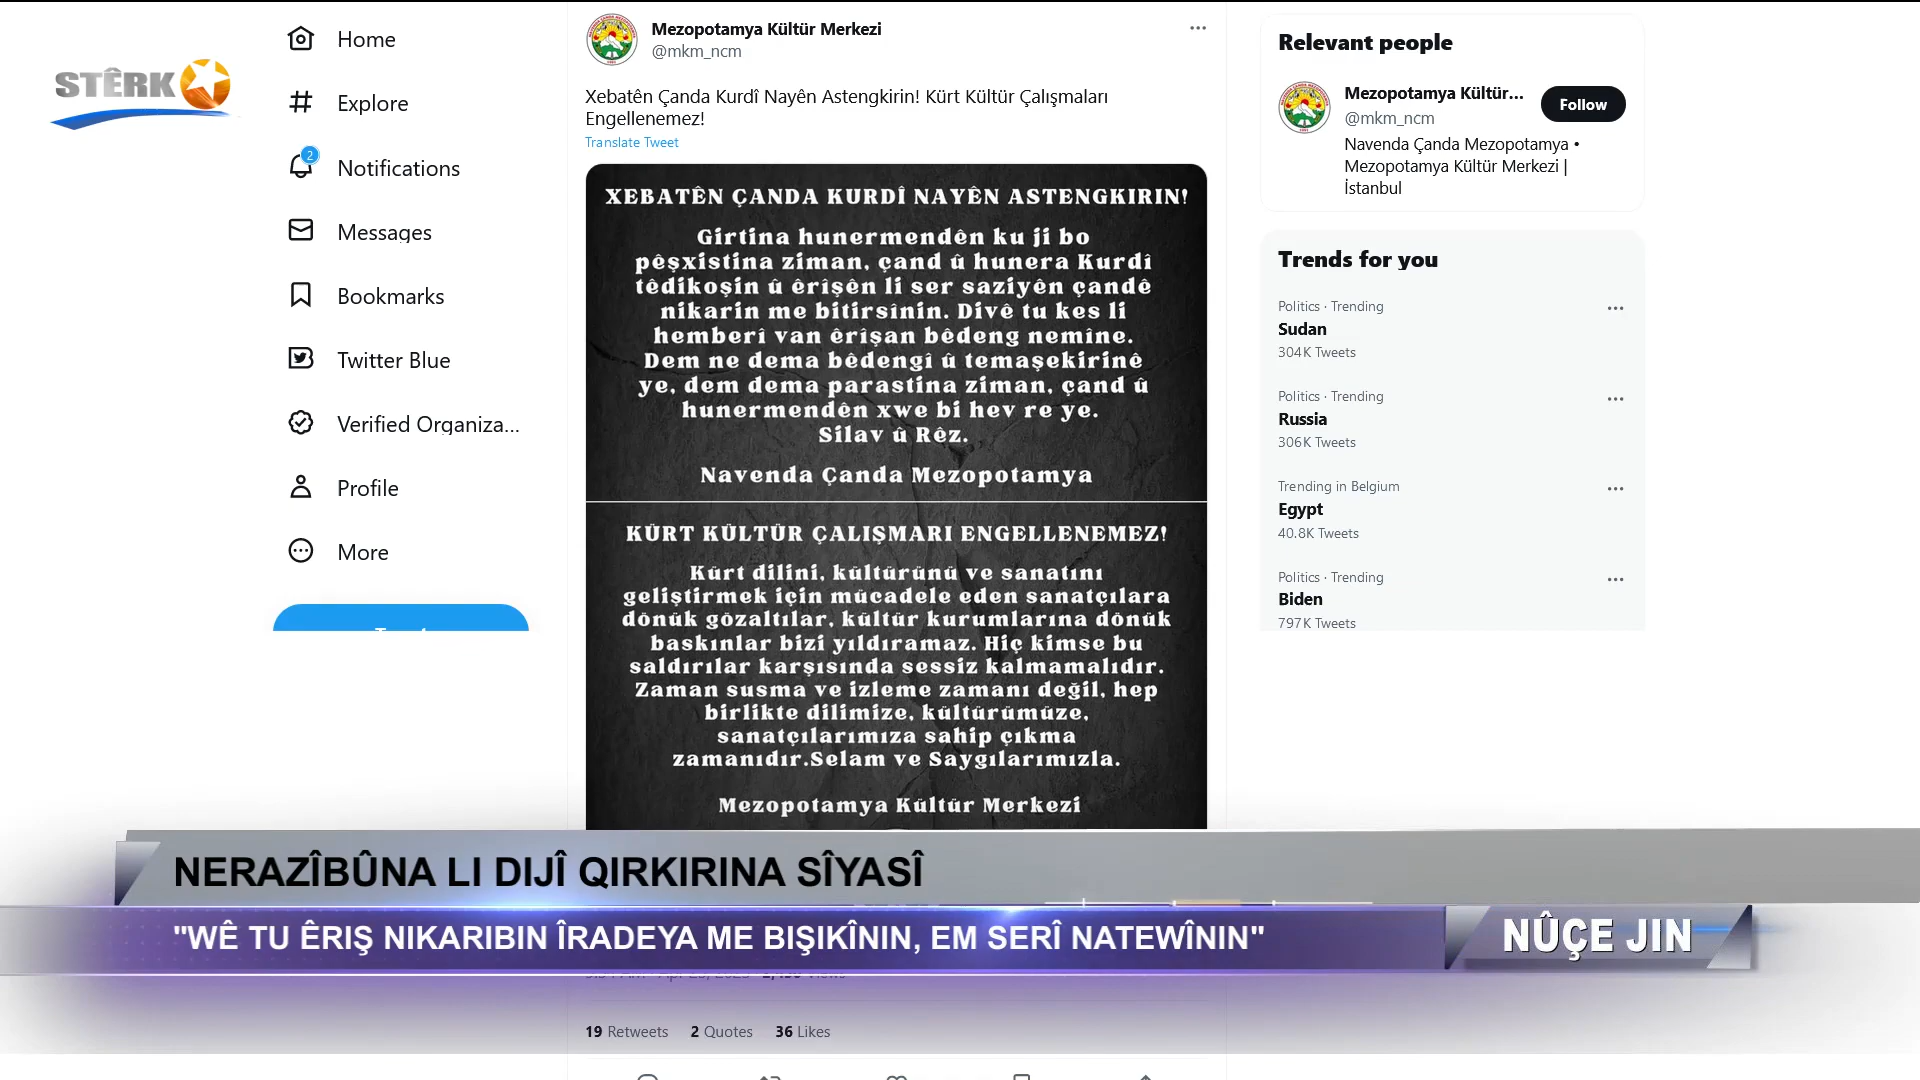 STÊRK
Home
Explore
2
Notifications
Messages
Bookmarks
Twitter Blue
Verified Organiza...
Profile
More
Mezopotamya Kültür Merkezi
@mkm_ncm
Xebatên Çanda Kurdî Nayên Astengkirin! Kürt Kültür Çalışmaları
Engellenemez!
Translate Tweet
XEBATÊN ÇANDA KURDÎ NAYÊN ASTENGKIRIN!
Girtina hunermendên ku ji bo
pêşxistina ziman, çand û hunera Kurdî
têdikoşin û êrîşên li ser saziyên çandê
nikarin me bitirsînin. Divê tu kes li
hemberî van êrîşan bêdeng nemîne.
Dem ne dema bêdengî û temaşekirinê
ye, dem dema parastina ziman, çand û
hunermendên xwe bi hev re ye.
Silav û Rêz.
Navenda Çanda Mezopotamya
KÜRT KÜLTÜR ÇALIŞMARI ENGELLENEMEZ!
Kürt dilini, kültürünü ve sanatını
geliştirmek için mücadele eden sanatçılara
dönük gözaltılar, kültür kurumlarına dönük
baskınlar bizi yıldıramaz. Hiç kimse bu
saldırılar karşısında sessiz kalmamalıdır.
Zaman susma ve izleme zamanı değil, hep
birlikte dilimize, kültürümüze,
sanatçılarımıza sahip çıkma
zamanıdır.Selam ve Saygılarımızla.
Mezopotamya Kültür Merkezi
19 Retweets 2 Quotes 36 Likes
Relevant people
Mezopotamya Kültür...
@mkm_ncm
Follow
Navenda Çanda Mezopotamya •
Mezopotamya Kültür Merkezi |
İstanbul
Trends for you
Politics · Trending
Sudan
304K Tweets
Politics · Trending
Russia
306K Tweets
Trending in Belgium
Egypt
40.8K Tweets
Politics · Trending
Biden
797K Tweets
NERAZÎBÛNA LI DIJÎ QIRKIRINA SÎYASÎ
"WÊ TU ÊRIŞ NIKARIBIN ÎRADEYA ME BIŞIKÎNIN, EM SERÎ NATEWÎNIN"
NÛÇE JIN